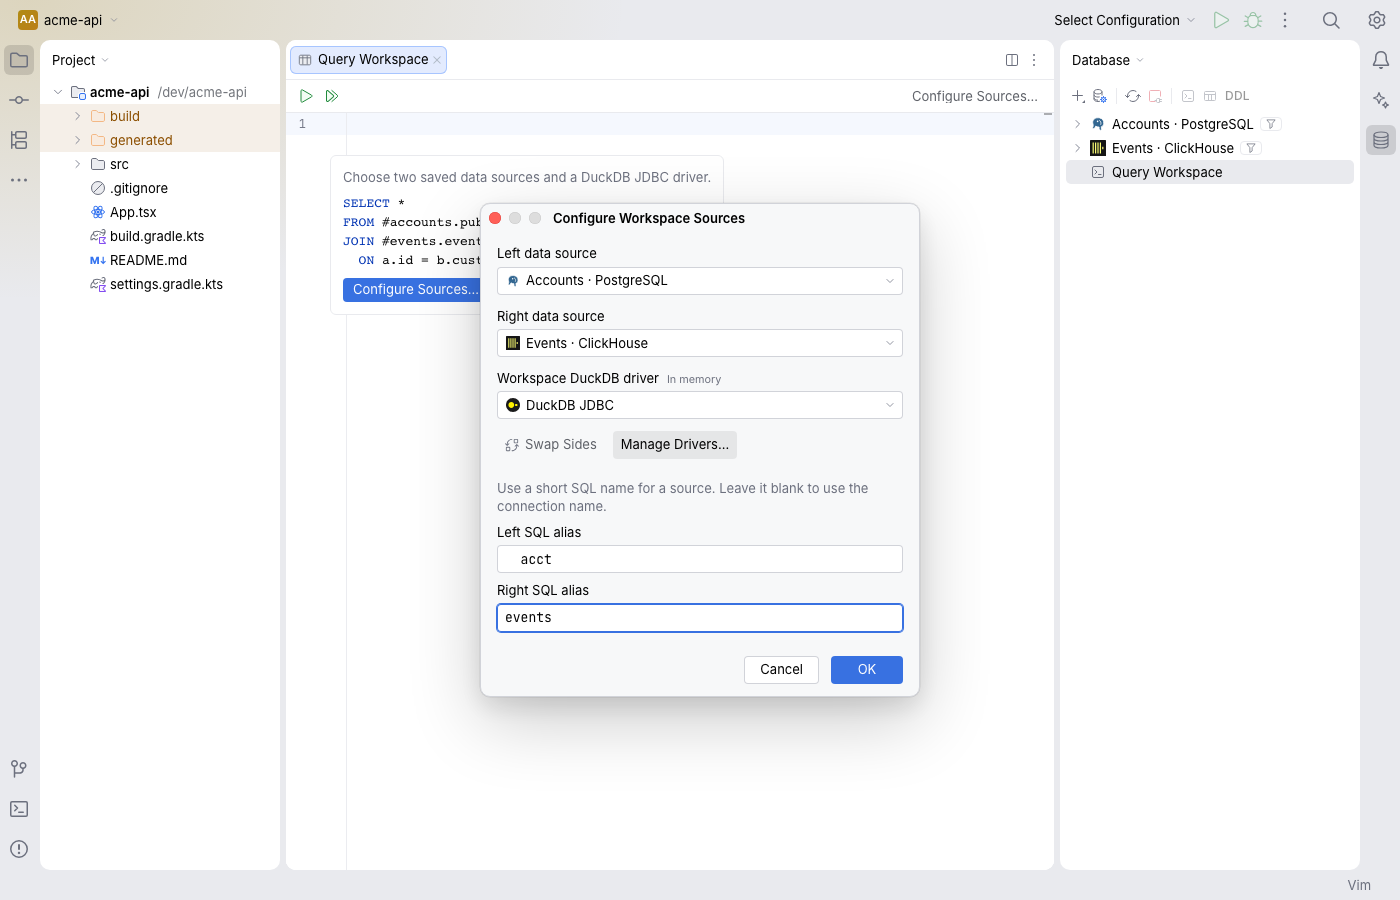 AA acme-api
Select Configuration
Project
acme-api /dev/acme-api
build
generated
src
.gitignore
App.tsx
build.gradle.kts
M↓ README.md
settings.gradle.kts
Query Workspace
Configure Sources...
1
Choose two saved data sources and a DuckDB JDBC driver.
SELECT *
FROM #accounts.pub
JOIN #events.event
ON a.id = b.cust
Configure Sources...
Configure Workspace Sources
Left data source
Accounts · PostgreSQL
Right data source
Events · ClickHouse
Workspace DuckDB driver In memory
DuckDB JDBC
Swap Sides Manage Drivers...
Use a short SQL name for a source. Leave it blank to use the
connection name.
Left SQL alias
acct
Right SQL alias
events
Cancel OK
Database
DDL
Accounts · PostgreSQL
Events · ClickHouse
Query Workspace
Vim